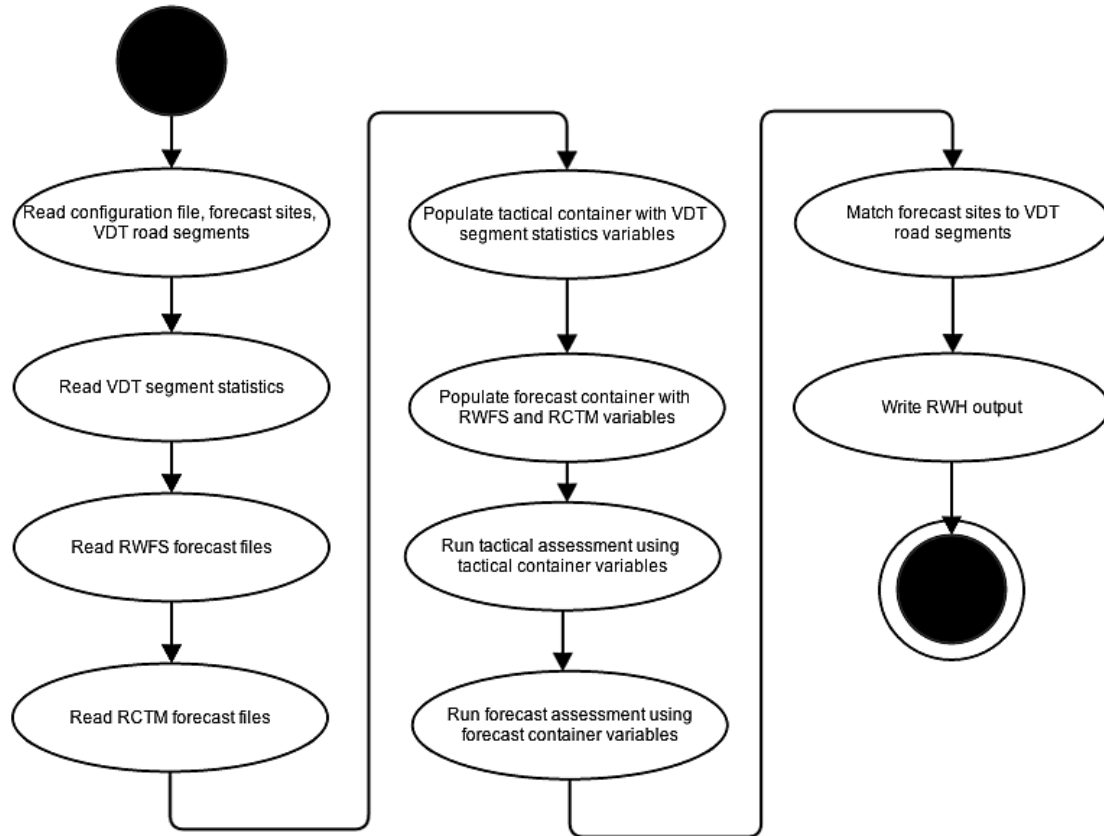 Read configuration file, forecast sites,
VDT road segments
Read VDT segment statistics
Read RWFS forecast files
Read RCTM forecast files
Populate tactical container with VDT
segment statistics variables
Populate forecast container with
RWFS and RCTM variables
Run tactical assessment using
tactical container variables
Run forecast assessment using
forecast container variables
Match forecast sites to VDT
road segments
Write RWH output